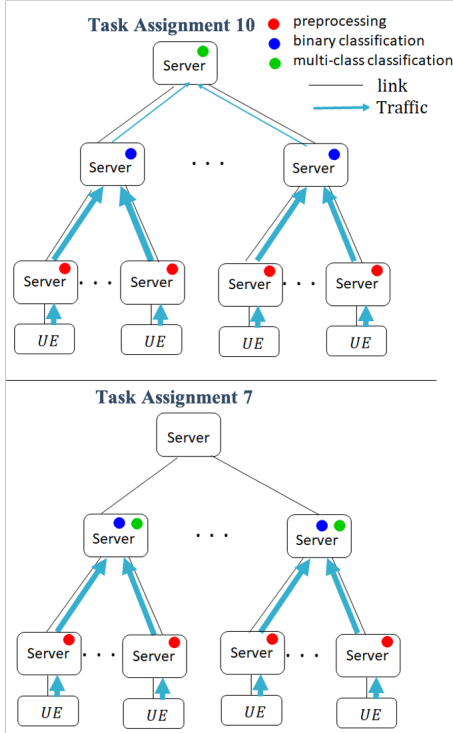 Task Assignment 10
preprocessing
binary classification
multi-class classification
link
Traffic
Server
Server
. . .
Server
Server
. . .
Server
Server
. . .
Server
UE
UE
UE
UE
Task Assignment 7
Server
Server
. . .
Server
Server
. . .
Server
Server
. . .
Server
UE
UE
UE
UE